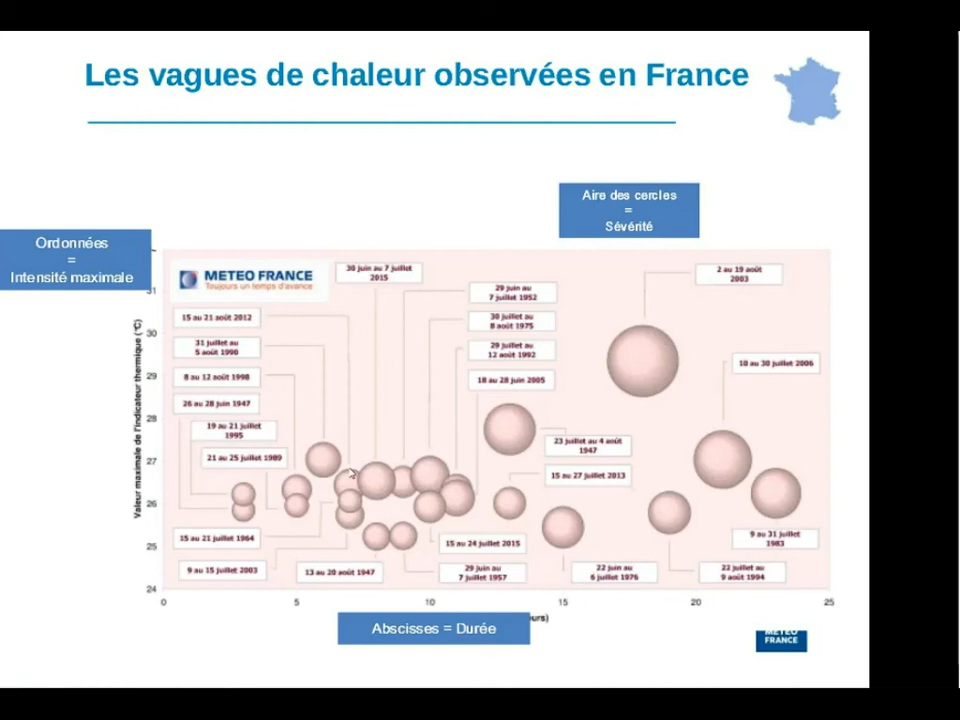 Les vagues de chaleur observées en France
Aire des cercles
=
Sévérité
Ordonnées
=
Intensité maximale
METEO FRANCE
Toujours un temps d'avance
30 juin au 7 juillet
2015
2 au 19 août
2003
29 juin au
7 juillet 1952
15 au 21 août 2012
30 juillet au
8 août 1975
31 juillet au
5 août 1990
29 juillet au
12 août 1992
10 au 30 juillet 2006
8 au 12 août 1998
18 au 28 juin 2005
26 au 28 juin 1947
19 au 21 juillet
1995
23 juillet au 4 août
1947
21 au 25 juillet 1989
15 au 27 juillet 2013
15 au 21 juillet 1964
15 au 24 juillet 2015
9 au 31 juillet
1983
9 au 15 juillet 2003
13 au 20 août 1947
29 juin au
7 juillet 1957
22 juin au
6 juillet 1976
22 juillet au
9 août 1994
Valeur maximale de l'indicateur thermique (°C)
31
30
29
28
27
26
25
24
0 5 10 15 20 25
ours)
Abscisses = Durée
METEO
FRANCE